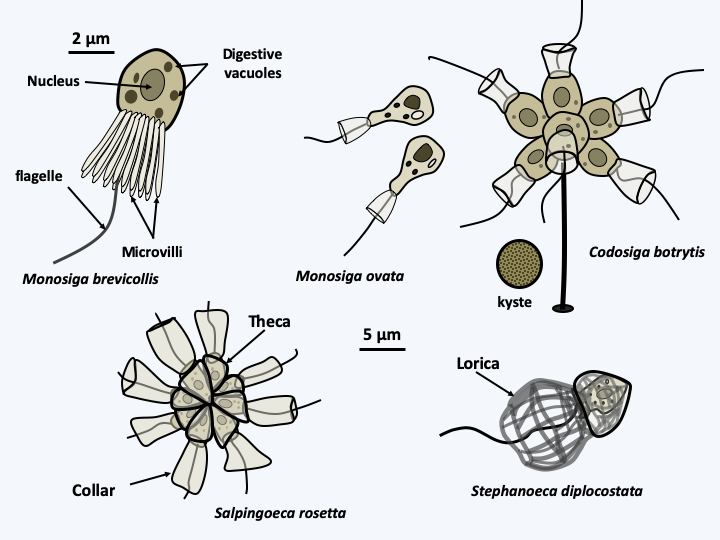 2 µm
Digestive
vacuoles
Nucleus
flagelle
Microvilli
Monosiga brevicollis
Monosiga ovata
Codosiga botrytis
kyste
Theca
5 µm
Lorica
Collar
Salpingoeca rosetta
Stephanoeca diplocostata